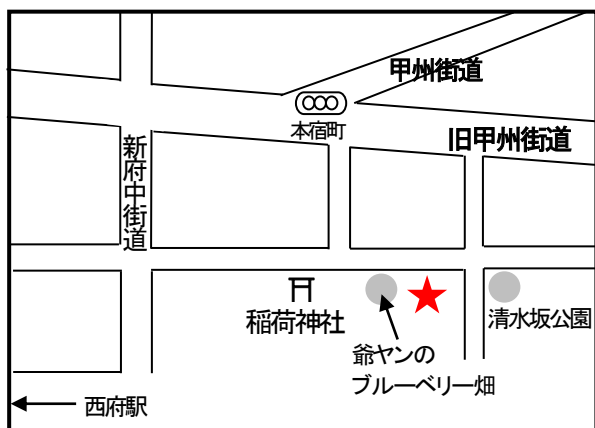 甲州街道
本宿町
旧甲州街道
新府中街道
稲荷神社
清水坂公園
爺ヤンの
ブルーベリー畑
西府駅